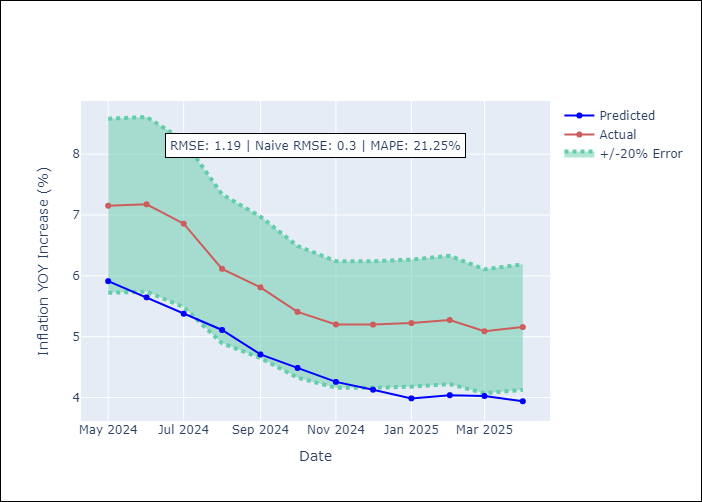 RMSE: 1.19 | Naive RMSE: 0.3 | MAPE: 21.25%
Predicted
Actual
+/-20% Error
Inflation YOY Increase (%)
8
7
6
5
4
May 2024
Jul 2024
Sep 2024
Nov 2024
Jan 2025
Mar 2025
Date